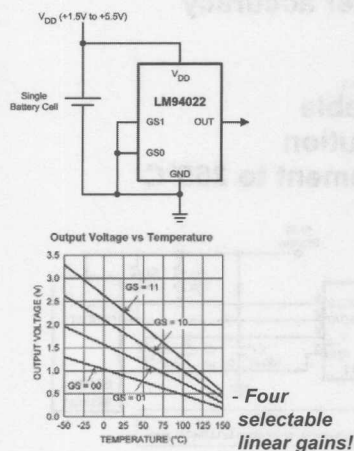 VDD (+1.5V to +5.5V)
VDD
Single
Battery Cell
LM94022
GS1
OUT
GS0
GND
Output Voltage vs Temperature
OUTPUT VOLTAGE (V)
3.5
3.0
2.5
2.0
1.5
1.0
0.5
0.0
GS = 11
GS = 10
GS = 01
GS = 00
-50 -25 0 25 50 75 100 125 150
TEMPERATURE (°C)
- Four
selectable
linear gains!